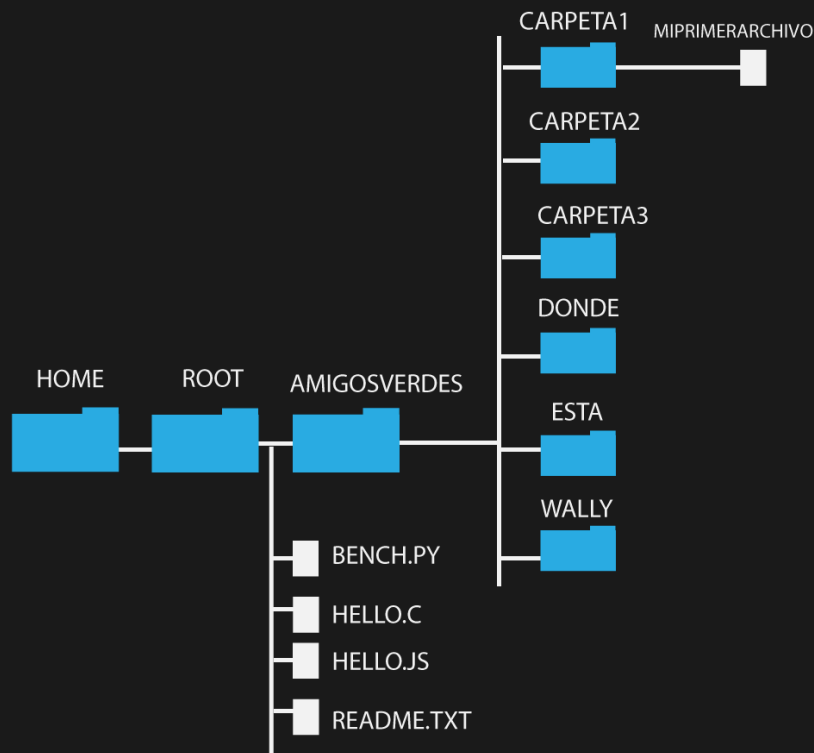 CARPETA1
MIPRIMERARCHIVO
CARPETA2
CARPETA3
DONDE
HOME
ROOT
AMIGOSVERDES
ESTA
WALLY
BENCH.PY
HELLO.C
HELLO.JS
README.TXT